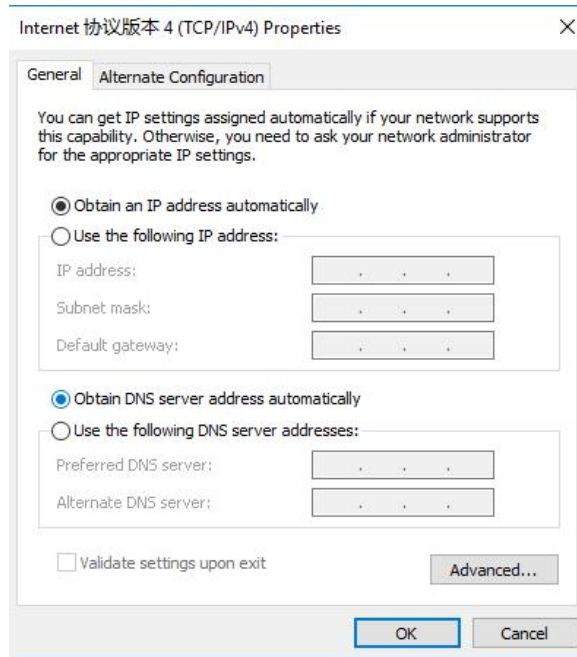 Internet 协议版本 4 (TCP/IPv4) Properties
General
Alternate Configuration
You can get IP settings assigned automatically if your network supports
this capability. Otherwise, you need to ask your network administrator
for the appropriate IP settings.
Obtain an IP address automatically
Use the following IP address:
IP address:
Subnet mask:
Default gateway:
Obtain DNS server address automatically
Use the following DNS server addresses:
Preferred DNS server:
Alternate DNS server:
Validate settings upon exit
Advanced...
OK
Cancel